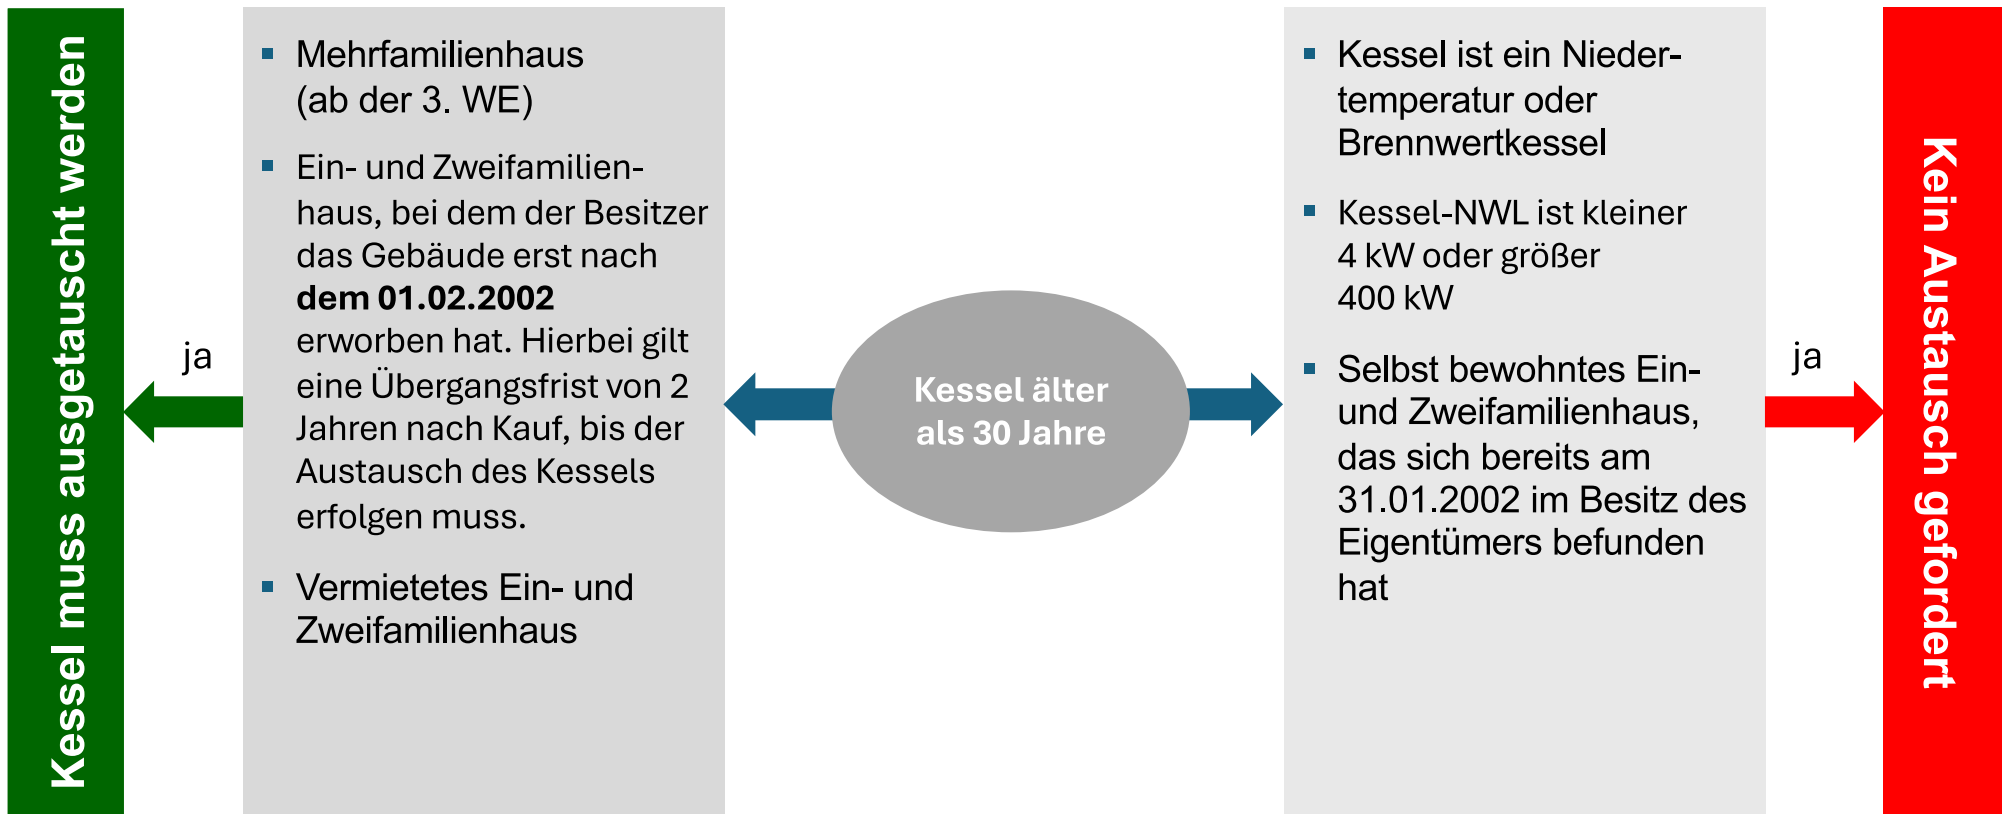 Kessel muss ausgetauscht werden
ja
Mehrfamilienhaus
(ab der 3. WE)
Ein- und Zweifamilien-
haus, bei dem der Besitzer
das Gebäude erst nach
dem 01.02.2002
erworben hat. Hierbei gilt
eine Übergangsfrist von 2
Jahren nach Kauf, bis der
Austausch des Kessels
erfolgen muss.
Vermietetes Ein- und
Zweifamilienhaus
Kessel älter
als 30 Jahre
Kessel ist ein Nieder-
temperatur oder
Brennwertkessel
Kessel-NWL ist kleiner
4 kW oder größer
400 kW
Selbst bewohntes Ein-
und Zweifamilienhaus,
das sich bereits am
31.01.2002 im Besitz des
Eigentümers befunden
hat
ja
Kein Austausch gefordert